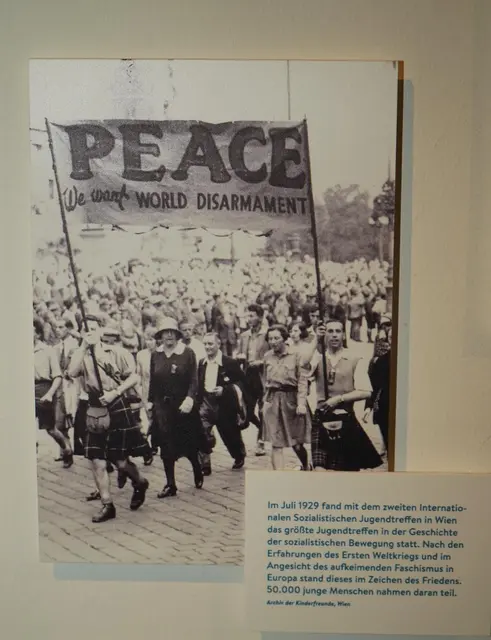 PEACE
We want WORLD DISARMAMENT
Im Juli 1929 fand mit dem zweiten Internatio-
nalen Sozialistischen Jugendtreffen in Wien
das größte Jugendtreffen in der Geschichte
der sozialistischen Bewegung statt. Nach den
Erfahrungen des Ersten Weltkriegs und im
Angesicht des aufkeimenden Faschismus in
Europa stand dieses im Zeichen des Friedens.
50.000 junge Menschen nahmen daran teil.
Archiv der Kinderfreunde, Wien